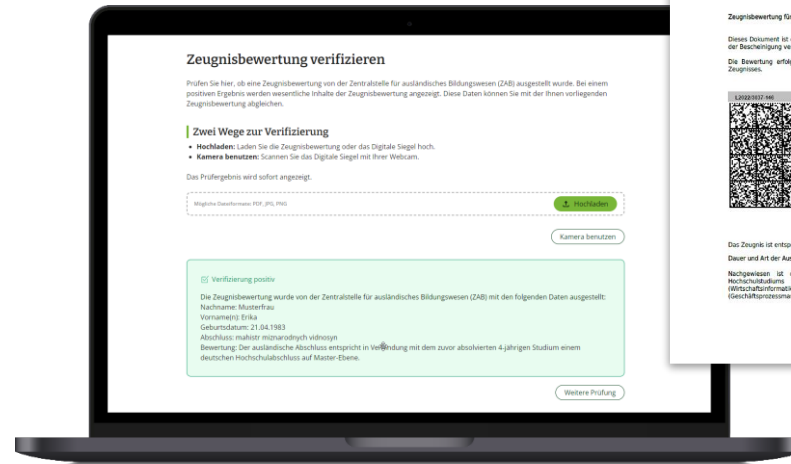 Zeugnisbewertung verifizieren
Prüfen Sie hier, ob eine Zeugnisbewertung von der Zentralstelle für ausländisches Bildungswesen (ZAB) ausgestellt wurde. Bei einem
positiven Ergebnis werden wesentliche Inhalte der Zeugnisbewertung angezeigt. Diese Daten können Sie mit der Ihnen vorliegenden
Zeugnisbewertung abgleichen.
Zwei Wege zur Verifizierung
• Hochladen: Laden Sie die Zeugnisbewertung oder das Digitale Siegel hoch.
• Kamera benutzen: Scannen Sie das Digitale Siegel mit Ihrer Webcam.
Das Prüfergebnis wird sofort angezeigt.
Mögliche Dateiformate: PDF, JPG, PNG
Hochladen
Kamera benutzen
Verifizierung positiv
Die Zeugnisbewertung wurde von der Zentralstelle für ausländisches Bildungswesen (ZAB) mit den folgenden Daten ausgestellt:
Nachname: Musterfrau
Vorname(n): Erika
Geburtsdatum: 21.04.1983
Abschluss: mahistr miznarodnych vidnosyn
Bewertung: Der ausländische Abschluss entspricht in Verbindung mit dem zuvor absolvierten 4-jährigen Studium einem
deutschen Hochschulabschluss auf Master-Ebene.
Weitere Prüfung
Zeugnisbewertung für
Dieses Dokument ist
der Bescheinigung ve
Die Bewertung erfolg
Zeugnisses.
Das Zeugnis ist entspr
Dauer und Art der Aus
Nachgewiesen ist
Hochschulstudiums
(Wirtschaftsinformatik
(Geschäftsprozessma